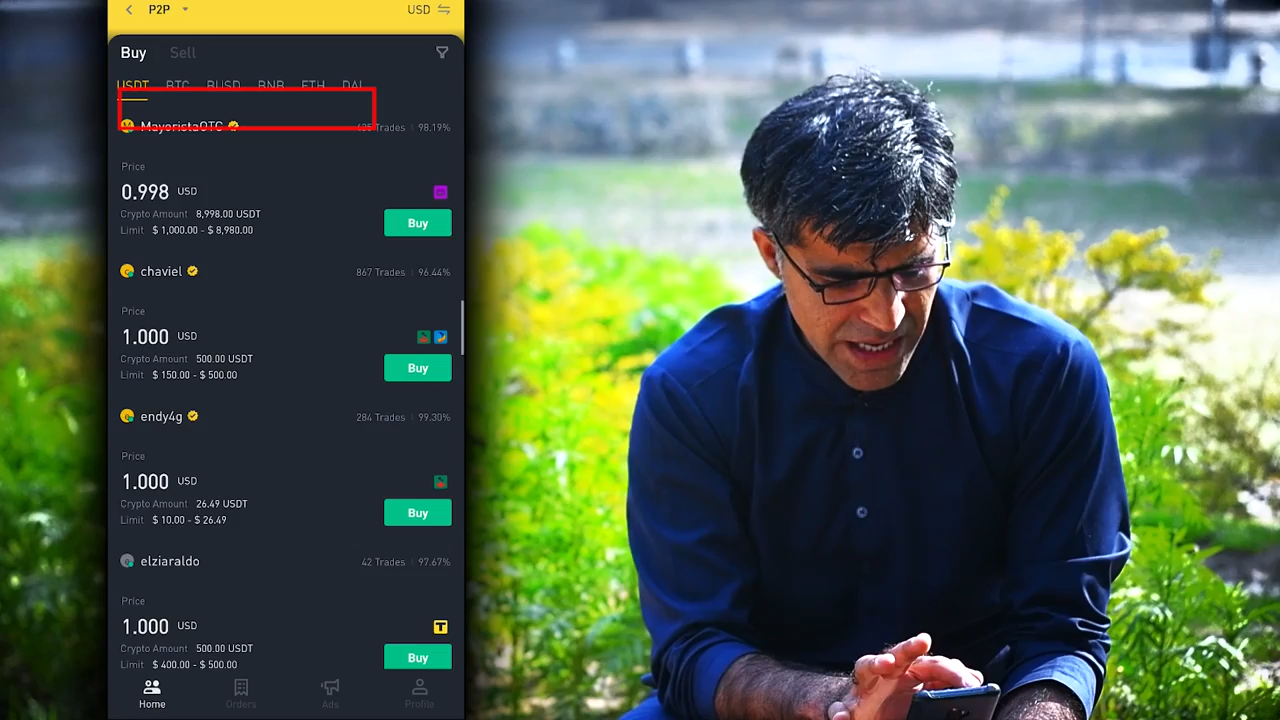 P2P
USD
Buy Sell
USDT BTC BUSD BNB ETH DAI
MayoristaOTC 405 Trades 98.19%
Price
0.998 USD
Crypto Amount 8,998.00 USDT
Buy
Limit $ 1,000.00 - $ 8,980.00
chaviel 867 Trades 96.44%
Price
1.000 USD
Crypto Amount 500.00 USDT
Buy
Limit $ 150.00 - $ 500.00
endy4g 284 Trades 99.30%
Price
1.000 USD
Crypto Amount 26.49 USDT
Buy
Limit $ 10.00 - $ 26.49
elziaraldo 42 Trades 97.67%
Price
1.000 USD
T
Crypto Amount 500.00 USDT
Buy
Limit $ 400.00 - $ 500.00
Home Orders Ads Profile